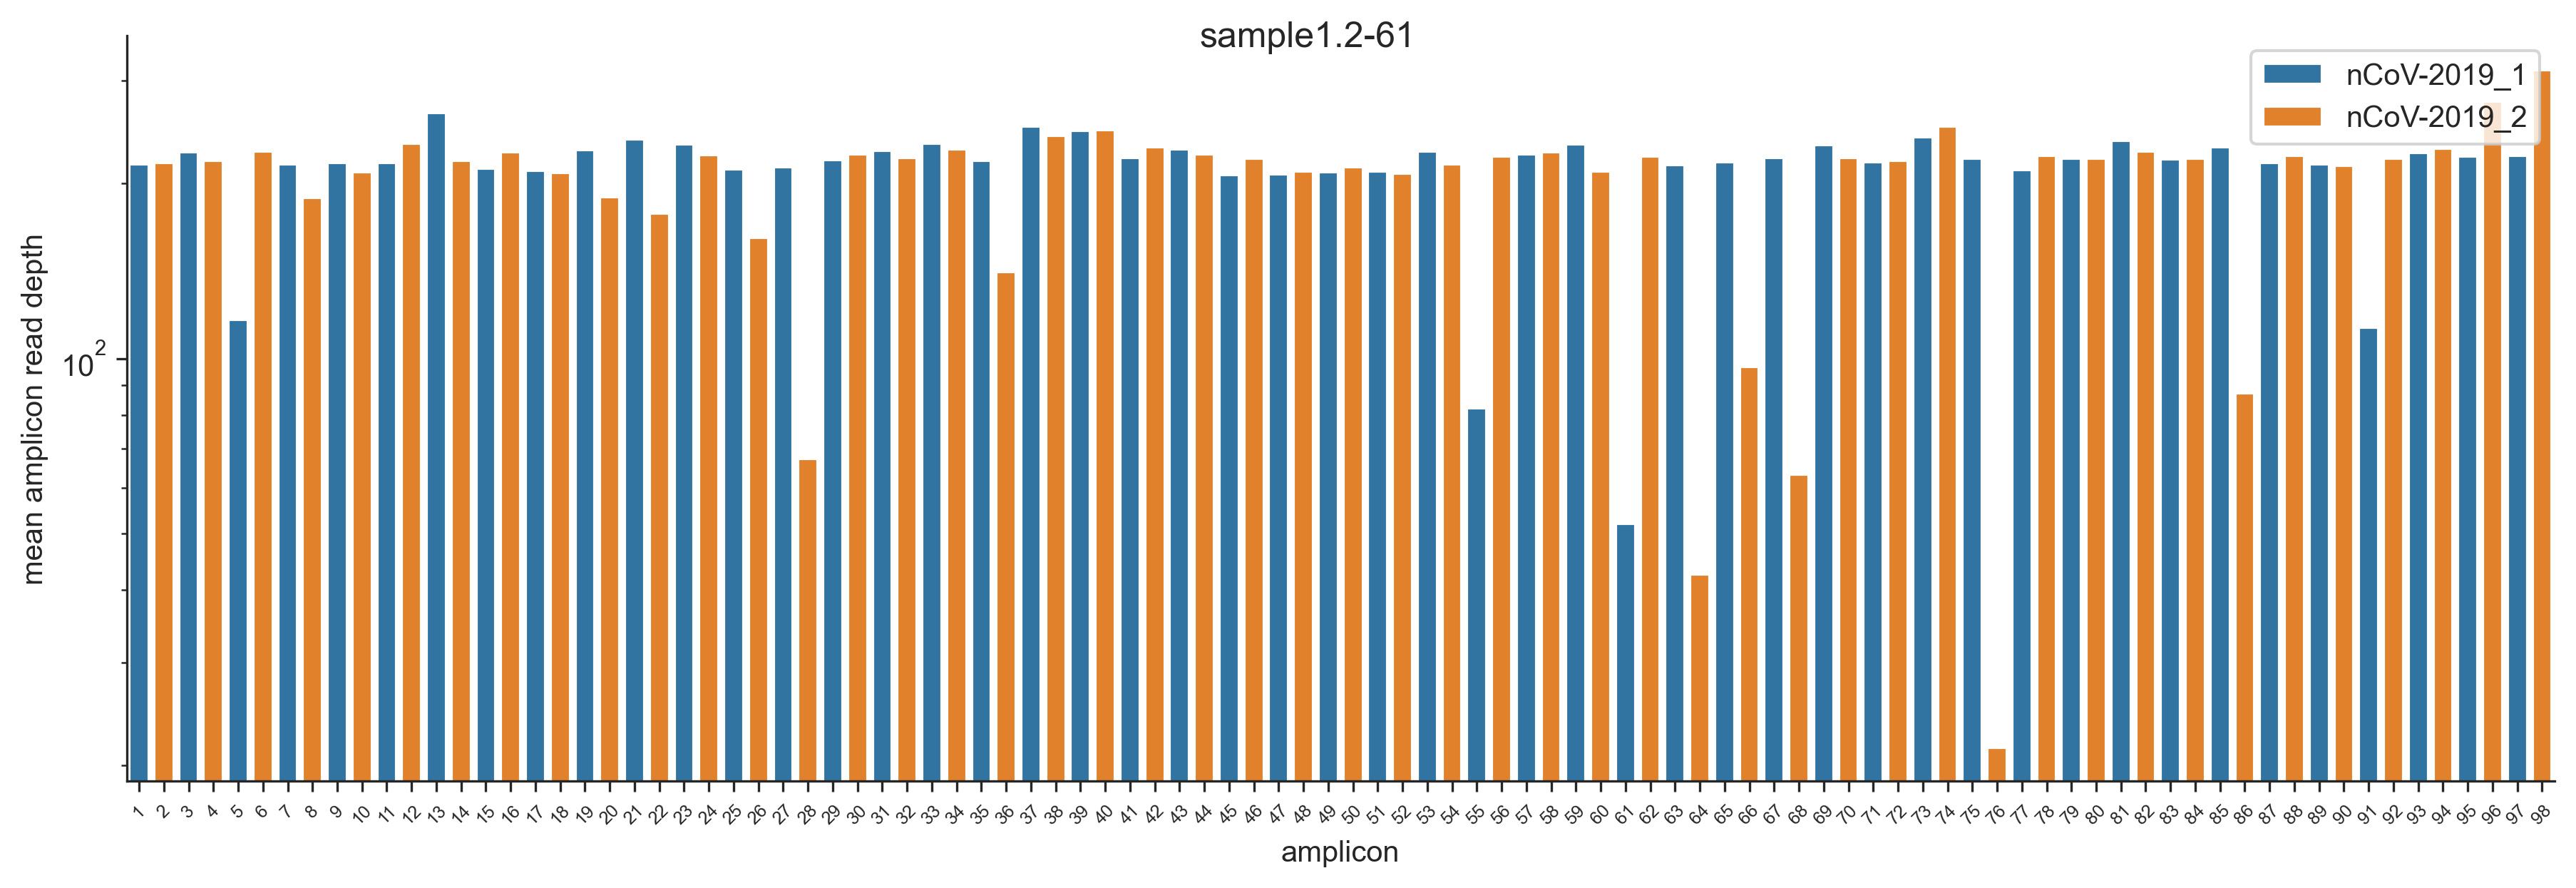 sample1.2-61
nCoV-2019_1
nCoV-2019_2
mean amplicon read depth
10²
1 2 3 4 5 6 7 8 9 10 11 12 13 14 15 16 17 18 19 20 21 22 23 24 25 26 27 28 29 30 31 32 33 34 35 36 37 38 39 40 41 42 43 44 45 46 47 48 49 50 51 52 53 54 55 56 57 58 59 60 61 62 63 64 65 66 67 68 69 70 71 72 73 74 75 76 77 78 79 80 81 82 83 84 85 86 87 88 89 90 91 92 93 94 95 96 97 98
amplicon